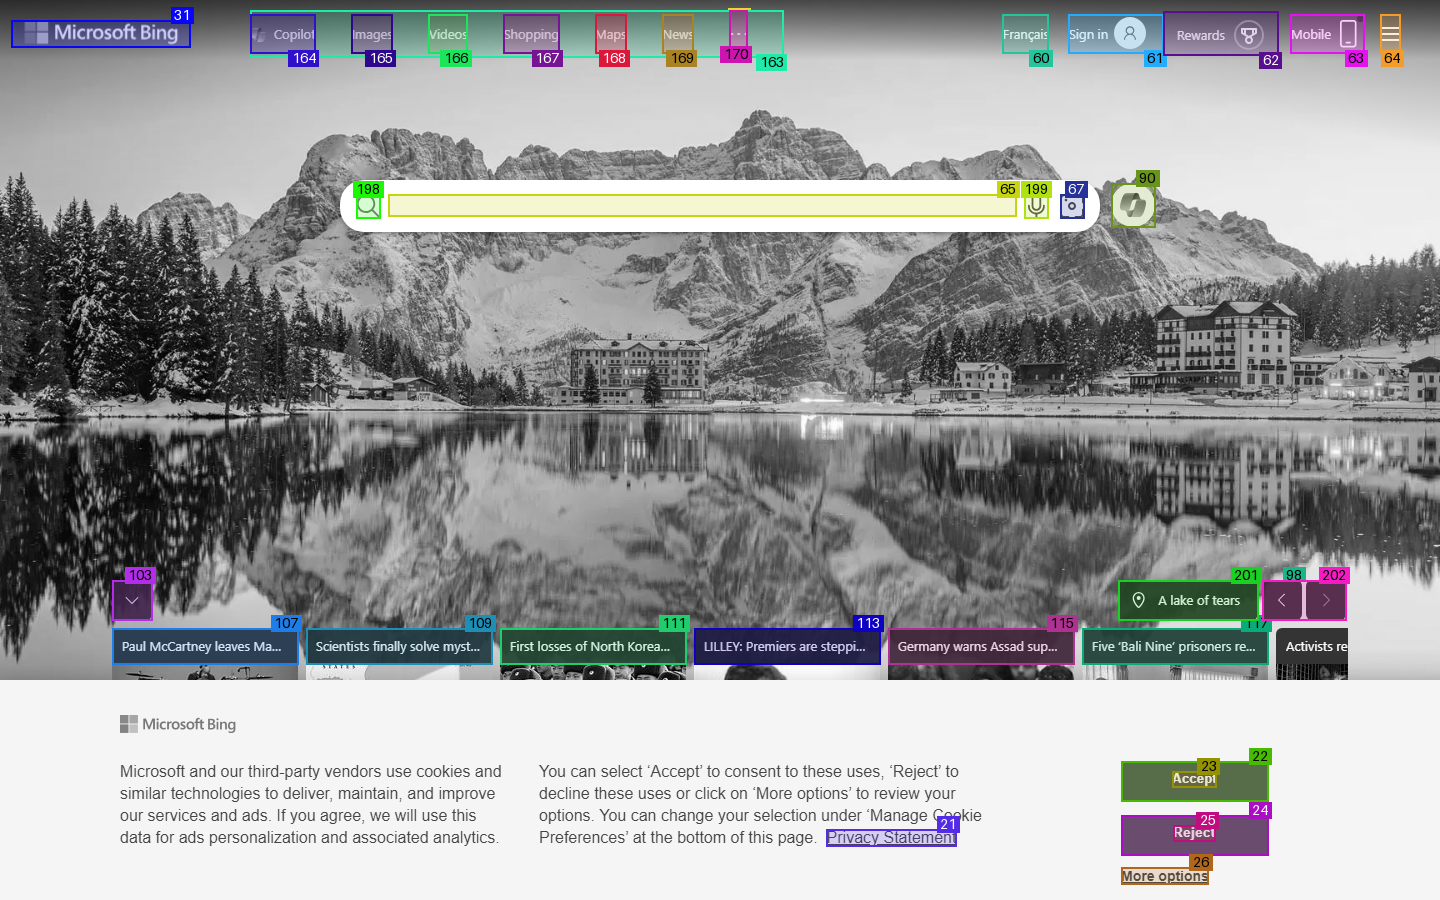 Microsoft Bing
31
Copilot
Images
Videos
Shopping
Maps
News
164
165
166
167
168
169
170
163
Français
Sign in
Rewards
Mobile
60
61
62
63
64
198
65
199
67
90
103
201
98
202
A lake of tears
107
109
111
113
115
117
Paul McCartney leaves Ma...
Scientists finally solve myst...
First losses of North Korea...
LILLEY: Premiers are steppi...
Germany warns Assad sup...
Five ‘Bali Nine’ prisoners re...
Activists re
Microsoft Bing
Microsoft and our third-party vendors use cookies and
similar technologies to deliver, maintain, and improve
our services and ads. If you agree, we will use this
data for ads personalization and associated analytics.
You can select ‘Accept’ to consent to these uses, ‘Reject’ to
decline these uses or click on ‘More options’ to review your
options. You can change your selection under ‘Manage Cookie
Preferences’ at the bottom of this page. Privacy Statement
21
22
23
Accept
24
25
Reject
26
More options